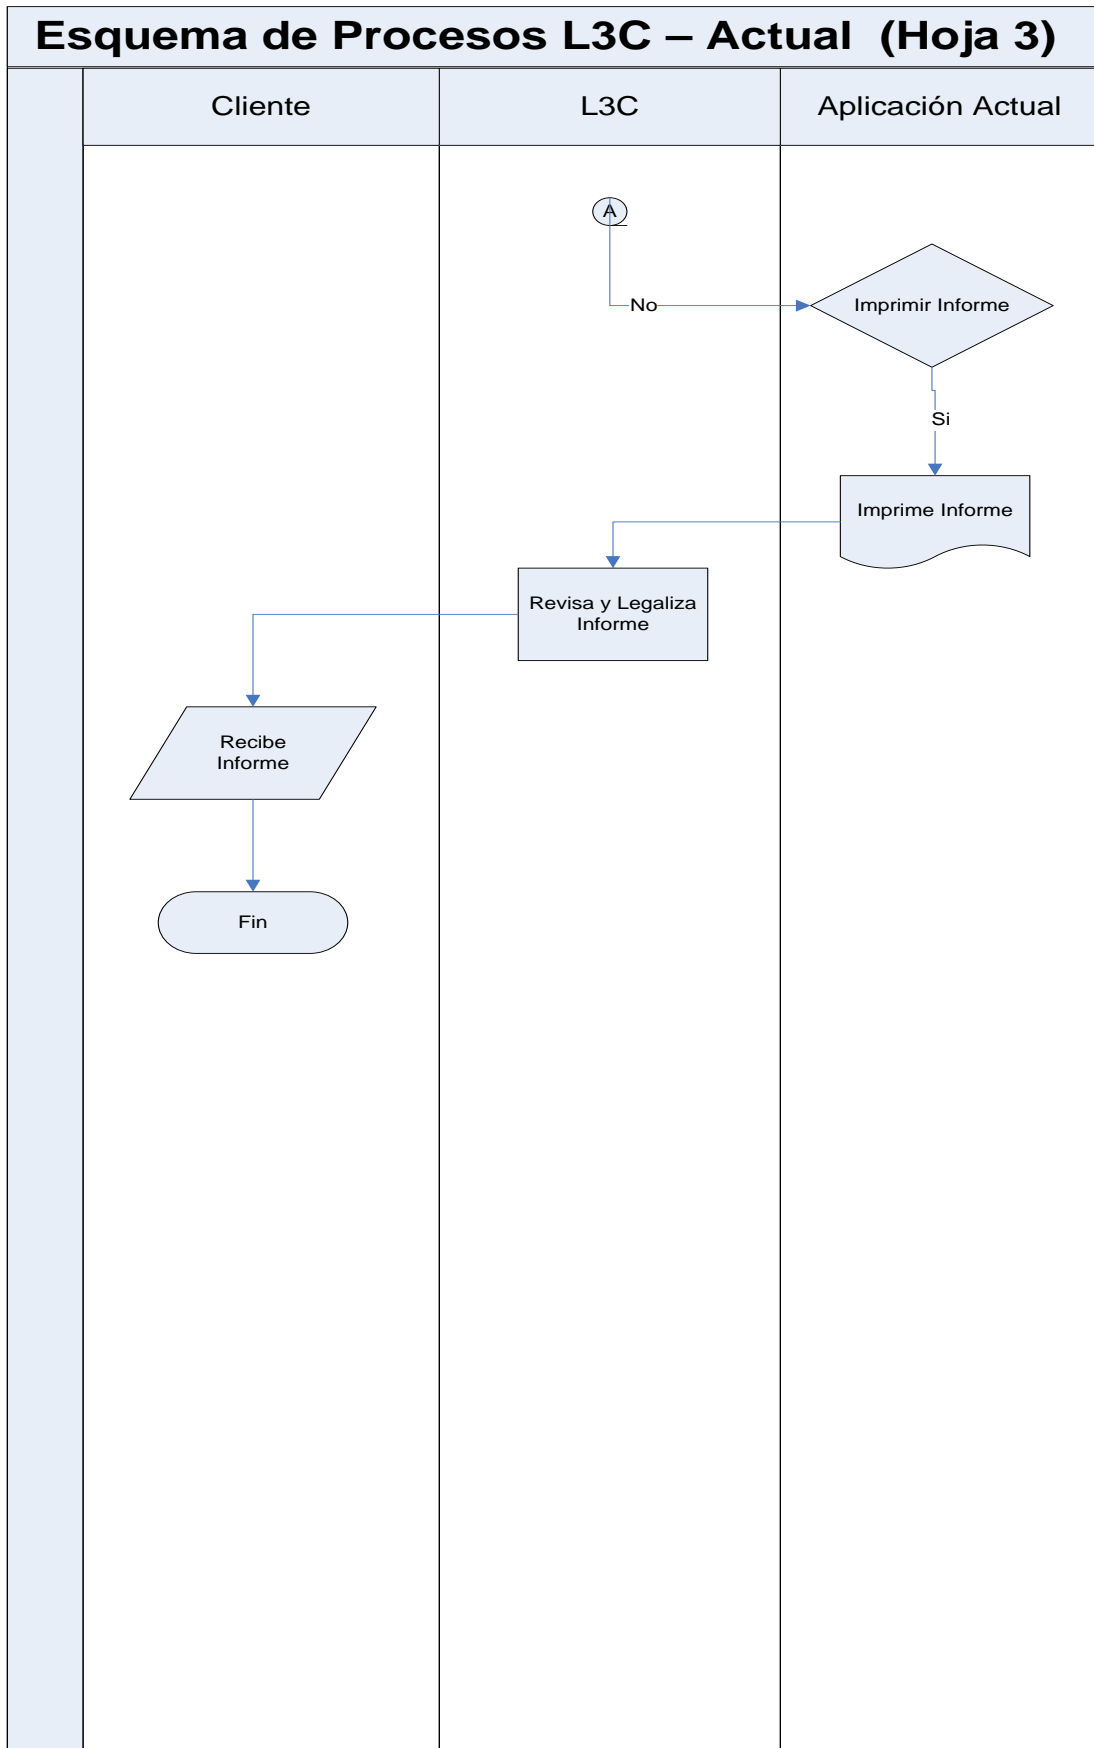 Esquema de Procesos L3C – Actual (Hoja 3)
Cliente
L3C
Aplicación Actual
A
No
Imprimir Informe
Si
Imprime Informe
Revisa y Legaliza
Informe
Recibe
Informe
Fin